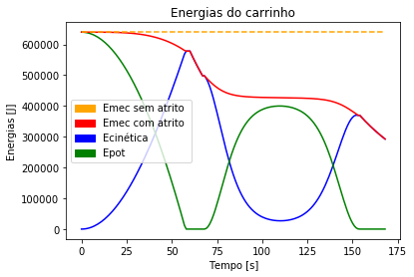 Energias do carrinho
Energias [J]
600000
500000
400000
300000
200000
100000
0
Emec sem atrito
Emec com atrito
Ecinética
Epot
0 25 50 75 100 125 150 175
Tempo [s]